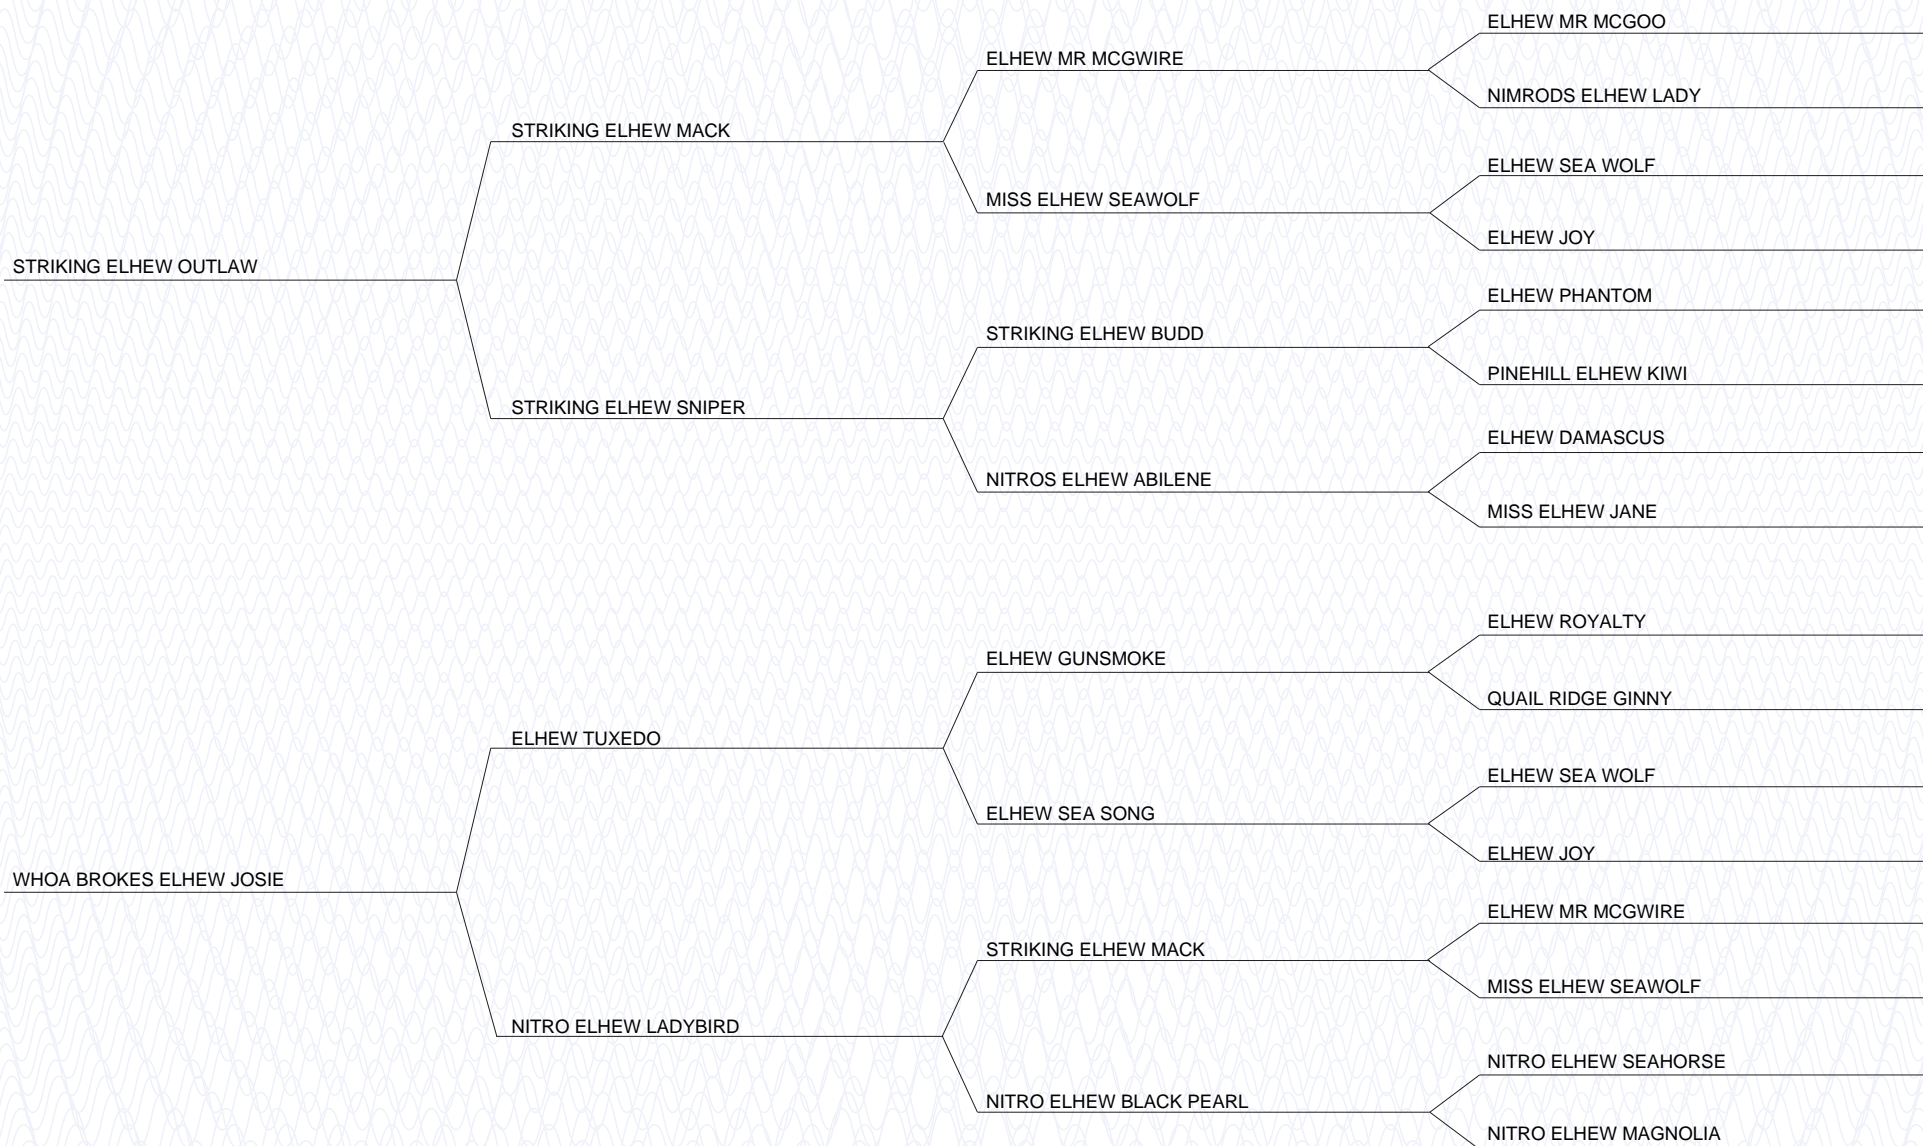 ELHEW MR MCGOO
ELHEW MR MCGWIRE
NIMRODS ELHEW LADY
STRIKING ELHEW MACK
ELHEW SEA WOLF
MISS ELHEW SEAWOLF
ELHEW JOY
STRIKING ELHEW OUTLAW
ELHEW PHANTOM
STRIKING ELHEW BUDD
PINEHILL ELHEW KIWI
STRIKING ELHEW SNIPER
ELHEW DAMASCUS
NITROS ELHEW ABILENE
MISS ELHEW JANE
ELHEW ROYALTY
ELHEW GUNSMOKE
QUAIL RIDGE GINNY
ELHEW TUXEDO
ELHEW SEA WOLF
ELHEW SEA SONG
ELHEW JOY
WHOA BROKES ELHEW JOSIE
ELHEW MR MCGWIRE
STRIKING ELHEW MACK
MISS ELHEW SEAWOLF
NITRO ELHEW LADYBIRD
NITRO ELHEW SEAHORSE
NITRO ELHEW BLACK PEARL
NITRO ELHEW MAGNOLIA